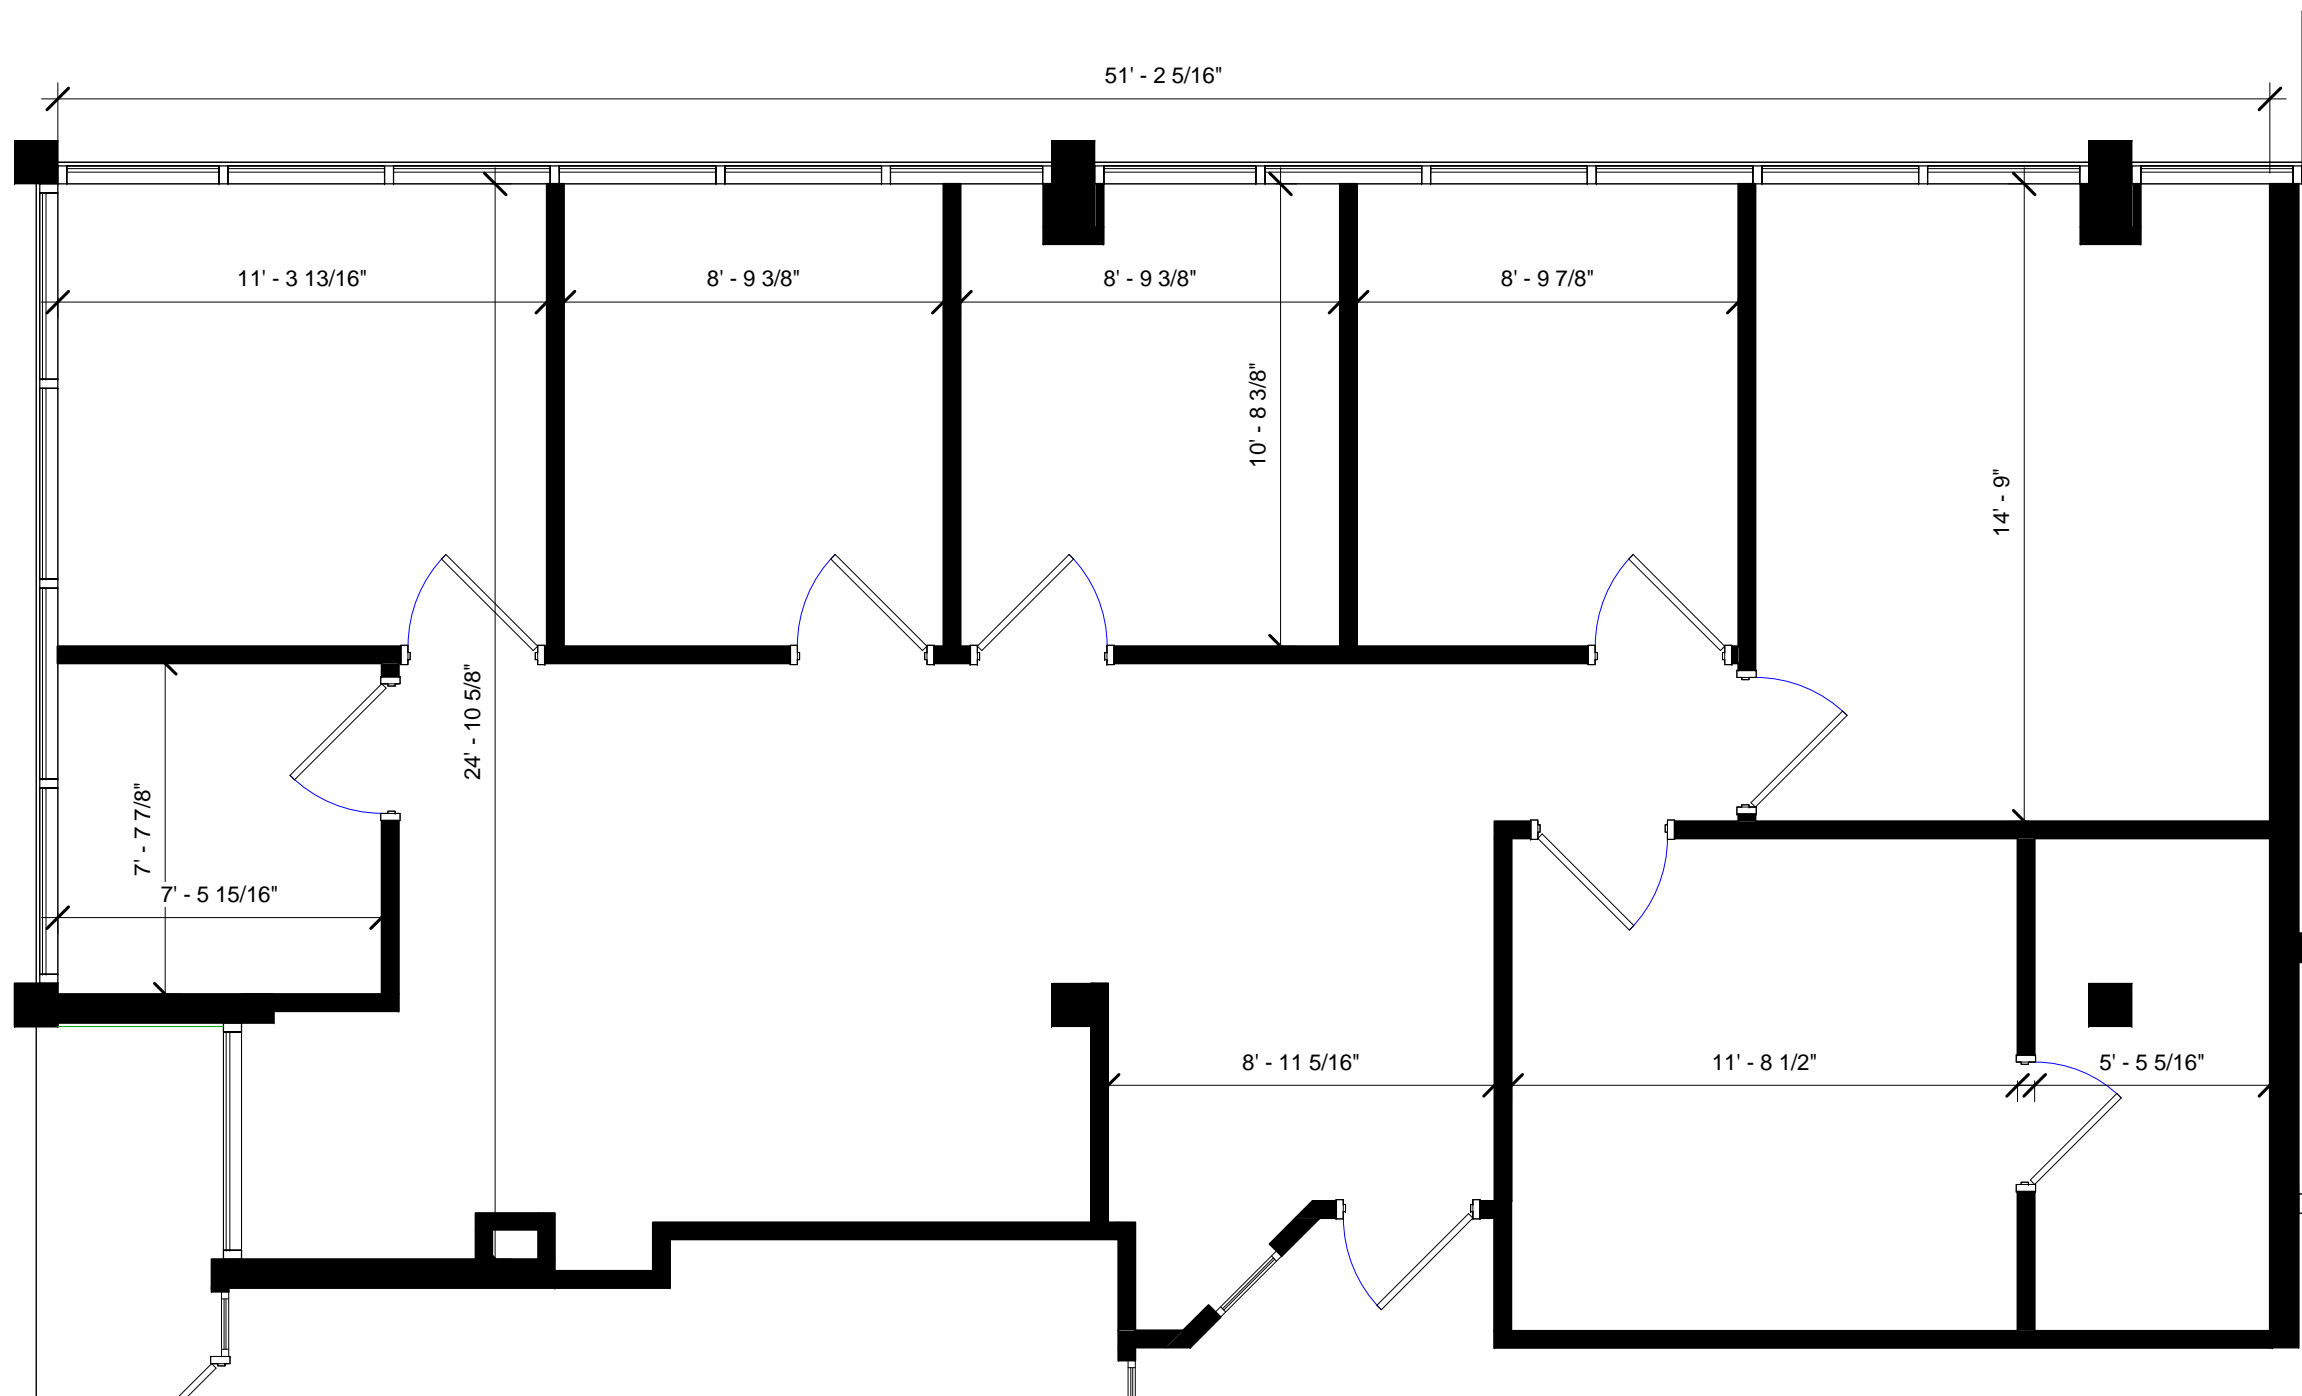 51' - 2 5/16"
11' - 3 13/16"
8' - 9 3/8"
8' - 9 3/8"
8' - 9 7/8"
10' - 8 3/8"
14' - 9"
24' - 10 5/8"
7' - 7 7/8"
7' - 5 15/16"
8' - 11 5/16"
11' - 8 1/2"
5' - 5 5/16"